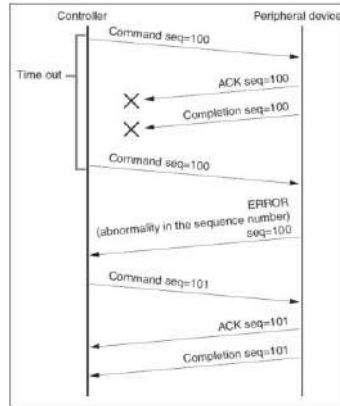 Controller Peripheral device
Command seq=100
Time out
ACK seq=100
Completion seq=100
Command seq=100
ERROR
(abnormality in the sequence number)
seq=100
Command seq=101
ACK seq=101
Completion seq=101